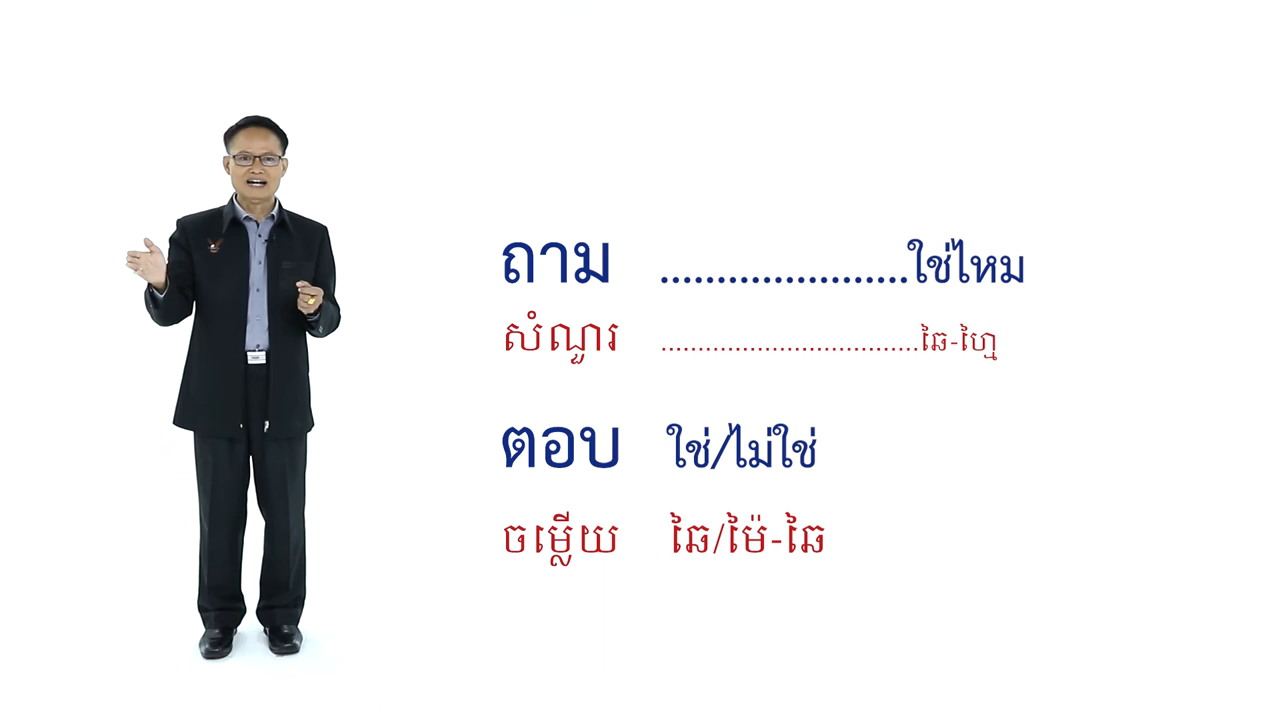 ถาม ......................ใช่ไหม
សំណួរ ...................................ឆៃ-ហ្មៃ
ตอบ ใช่/ไม่ใช่
ចម្លើយ ឆៃ/ម៉ៃ-ឆៃ